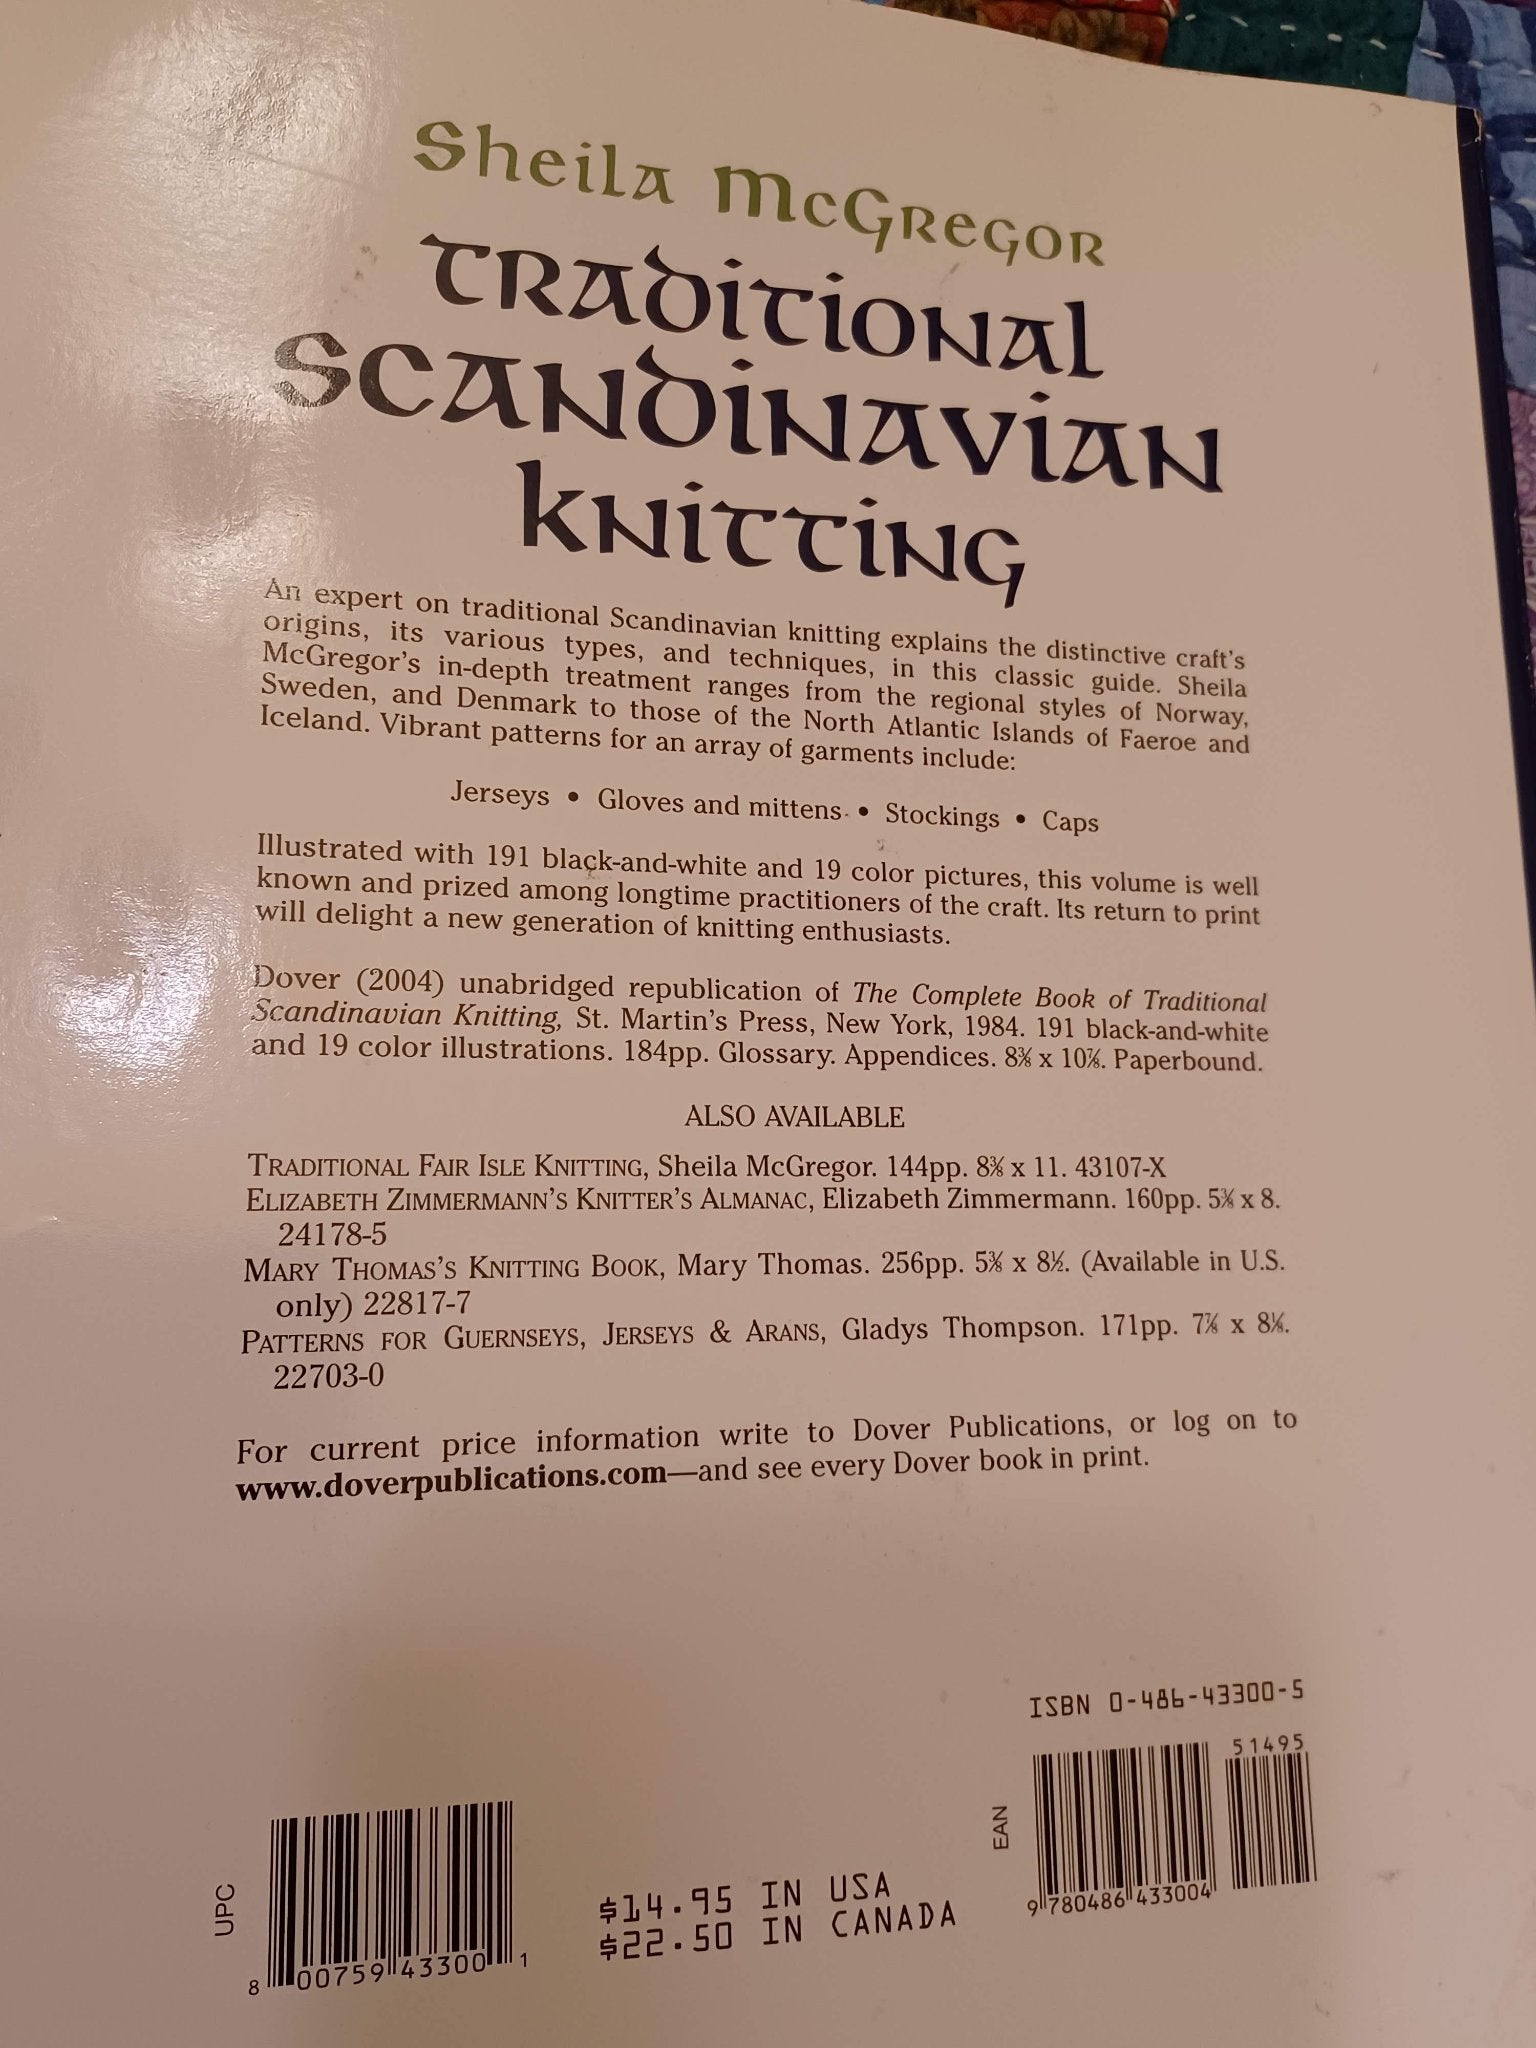 Sheila McGregor
Traditional
Scandinavian
Knitting
An expert on traditional Scandinavian knitting explains the distinctive craft's
origins, its various types, and techniques, in this classic guide. Sheila
McGregor's in-depth treatment ranges from the regional styles of Norway,
Sweden, and Denmark to those of the North Atlantic Islands of Faeroe and
Iceland. Vibrant patterns for an array of garments include:
Jerseys • Gloves and mittens • Stockings • Caps
Illustrated with 191 black-and-white and 19 color pictures, this volume is well
known and prized among longtime practitioners of the craft. Its return to print
will delight a new generation of knitting enthusiasts.
Dover (2004) unabridged republication of The Complete Book of Traditional
Scandinavian Knitting, St. Martin's Press, New York, 1984. 191 black-and-white
and 19 color illustrations. 184pp. Glossary. Appendices. 8⅜ x 10⅞. Paperbound.
ALSO AVAILABLE
TRADITIONAL FAIR ISLE KNITTING, Sheila McGregor. 144pp. 8⅜ x 11. 43107-X
ELIZABETH ZIMMERMANN'S KNITTER'S ALMANAC, Elizabeth Zimmermann. 160pp. 5⅜ x 8.
24178-5
MARY THOMAS'S KNITTING BOOK, Mary Thomas. 256pp. 5⅜ x 8½. (Available in U.S.
only) 22817-7
PATTERNS FOR GUERNSEYS, JERSEYS & ARANS, Gladys Thompson. 171pp. 7⅞ x 8¼.
22703-0
For current price information write to Dover Publications, or log on to
www.doverpublications.com—and see every Dover book in print.
ISBN 0-486-43300-5
51495
EAN
9 780486 433004
UPC
8 00759 43300 1
$14.95 IN USA
$22.50 IN CANADA